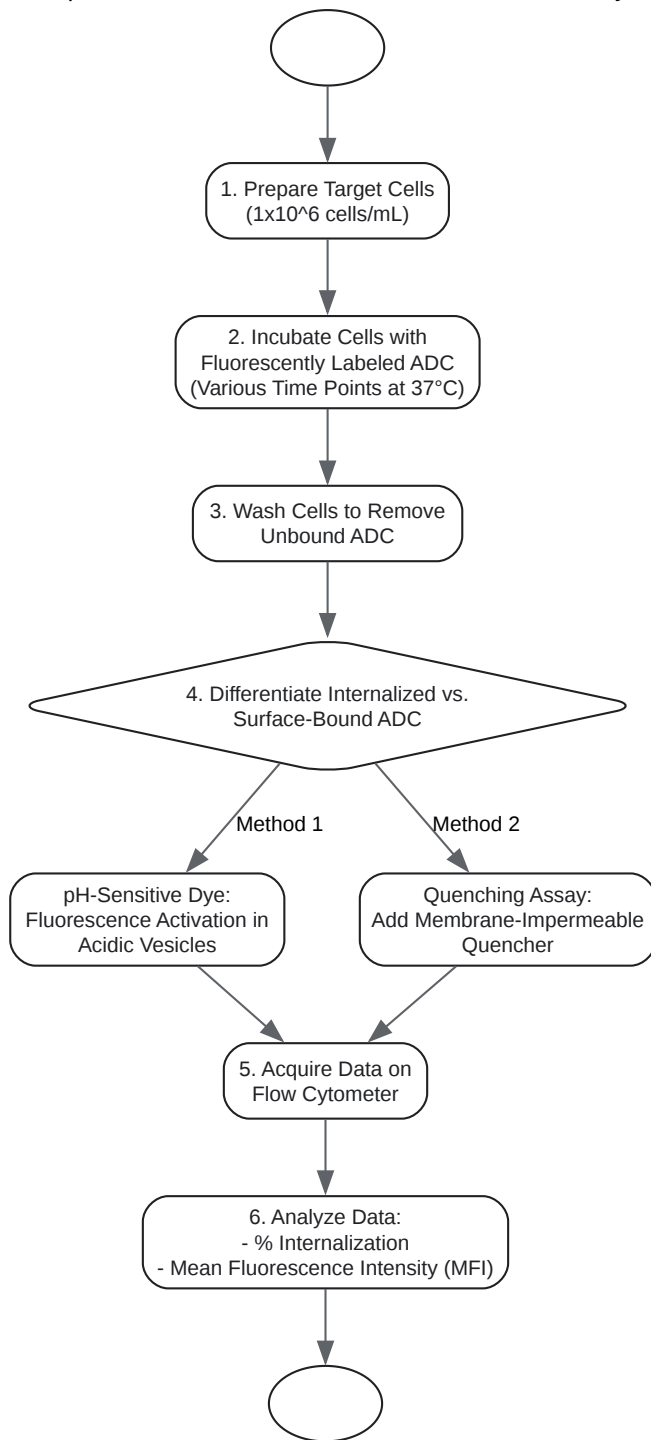 1. Prepare Target Cells
(1x10^6 cells/mL)
2. Incubate Cells with
Fluorescently Labeled ADC
(Various Time Points at 37°C)
3. Wash Cells to Remove
Unbound ADC
4. Differentiate Internalized vs.
Surface-Bound ADC
Method 1
Method 2
pH-Sensitive Dye:
Fluorescence Activation in
Acidic Vesicles
Quenching Assay:
Add Membrane-Impermeable
Quencher
5. Acquire Data on
Flow Cytometer
6. Analyze Data:
- % Internalization
- Mean Fluorescence Intensity (MFI)